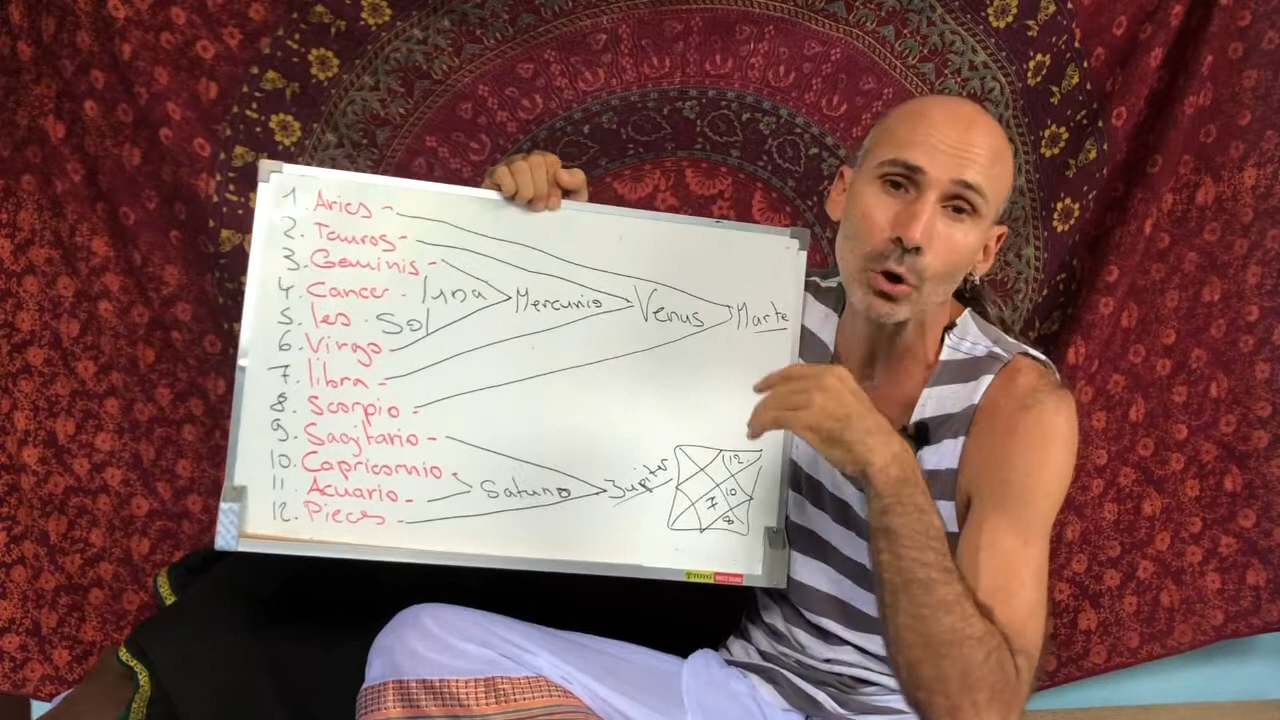 1. Aries -
2. Tauros -
3. Geminis -
4. Cancer - luna
5. leo . Sol
6. Virgo
7. libra -
8. Scorpio -
9. Sagitario -
10. Capricornio
11. Acuario -
12. Pisces -
Mercurio
Venus
Marte
Saturno
Jupiter
12
10
7
8